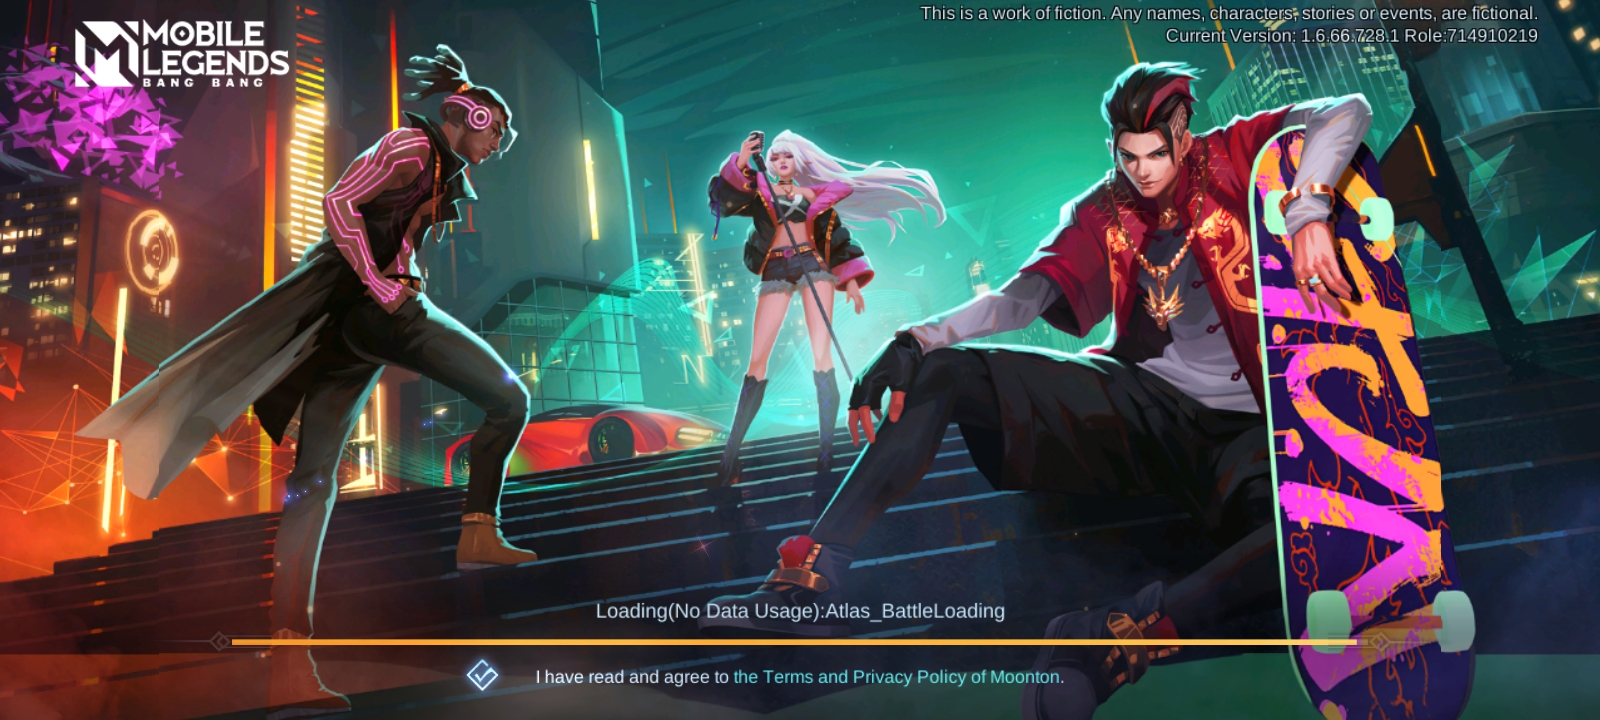 MOBILE
LEGENDS
BANG BANG
This is a work of fiction. Any names, characters, stories or events, are fictional.
Current Version: 1.6.66.728.1 Role:714910219
Loading(No Data Usage):Atlas_BattleLoading
I have read and agree to the Terms and Privacy Policy of Moonton.